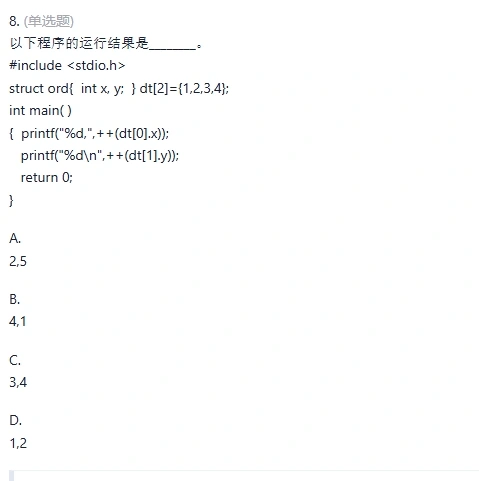 8. (单选题)
以下程序的运行结果是________。
#include <stdio.h>
struct ord{ int x, y; } dt[2]={1,2,3,4};
int main( )
{ printf("%d,",++(dt[0].x));
printf("%d\n",++(dt[1].y));
return 0;
}
A.
2,5
B.
4,1
C.
3,4
D.
1,2